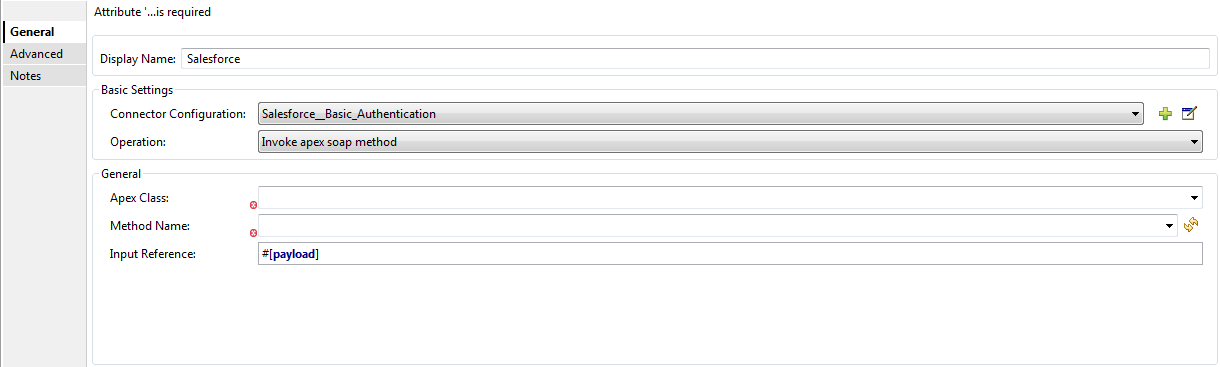 Attribute '...is required
General
Advanced
Notes
Display Name: Salesforce
Basic Settings
Connector Configuration: Salesforce__Basic_Authentication
Operation: Invoke apex soap method
General
Apex Class:
Method Name:
Input Reference: #[payload]